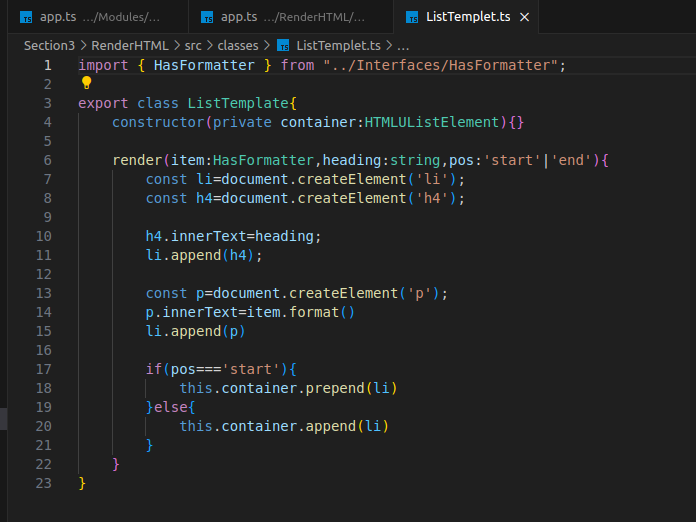 TS app.ts .../Modules/... TS app.ts .../RenderHTML/... TS ListTemplet.ts ×
Section3 > RenderHTML > src > classes > TS ListTemplet.ts > ...
1 import { HasFormatter } from "../Interfaces/HasFormatter";
2
3 export class ListTemplate{
4     constructor(private container:HTMLUListElement){}
5
6     render(item:HasFormatter,heading:string,pos:'start'|'end'){
7         const li=document.createElement('li');
8         const h4=document.createElement('h4');
9
10         h4.innerText=heading;
11         li.append(h4);
12
13         const p=document.createElement('p');
14         p.innerText=item.format()
15         li.append(p)
16
17         if(pos==='start'){
18             this.container.prepend(li)
19         }else{
20             this.container.append(li)
21         }
22     }
23 }